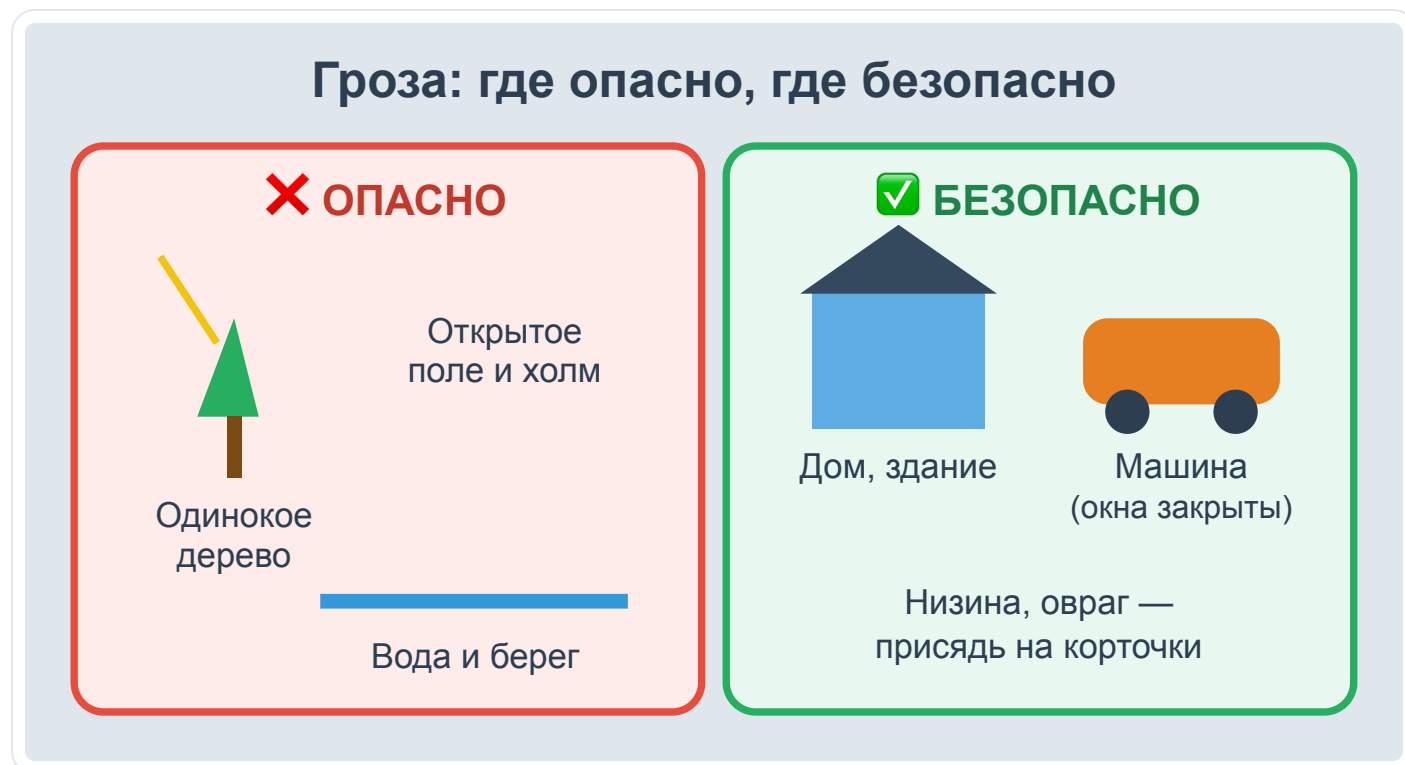 Гроза: где опасно, где безопасно
❌ ОПАСНО
Открытое
поле и холм
Одинокое
дерево
Вода и берег
✅ БЕЗОПАСНО
Дом, здание
Машина
(окна закрыты)
Низина, овраг —
присядь на корточки